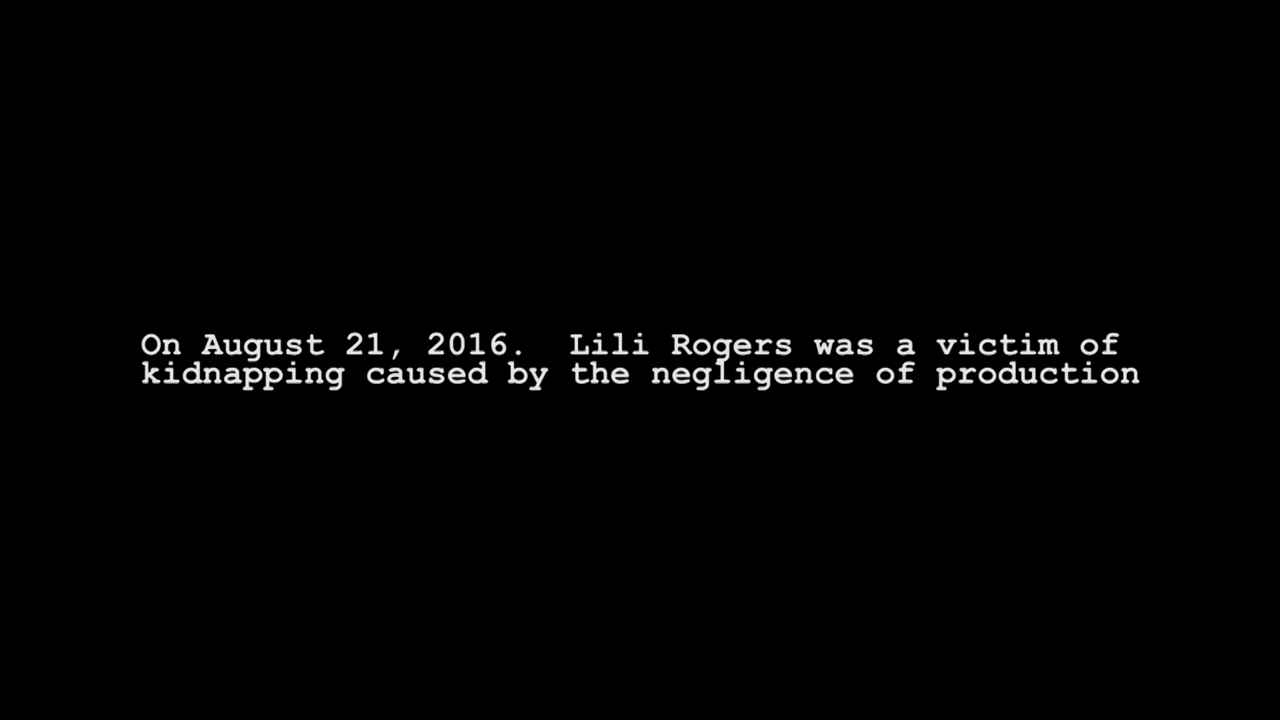 On August 21, 2016.  Lili Rogers was a victim of
kidnapping caused by the negligence of production